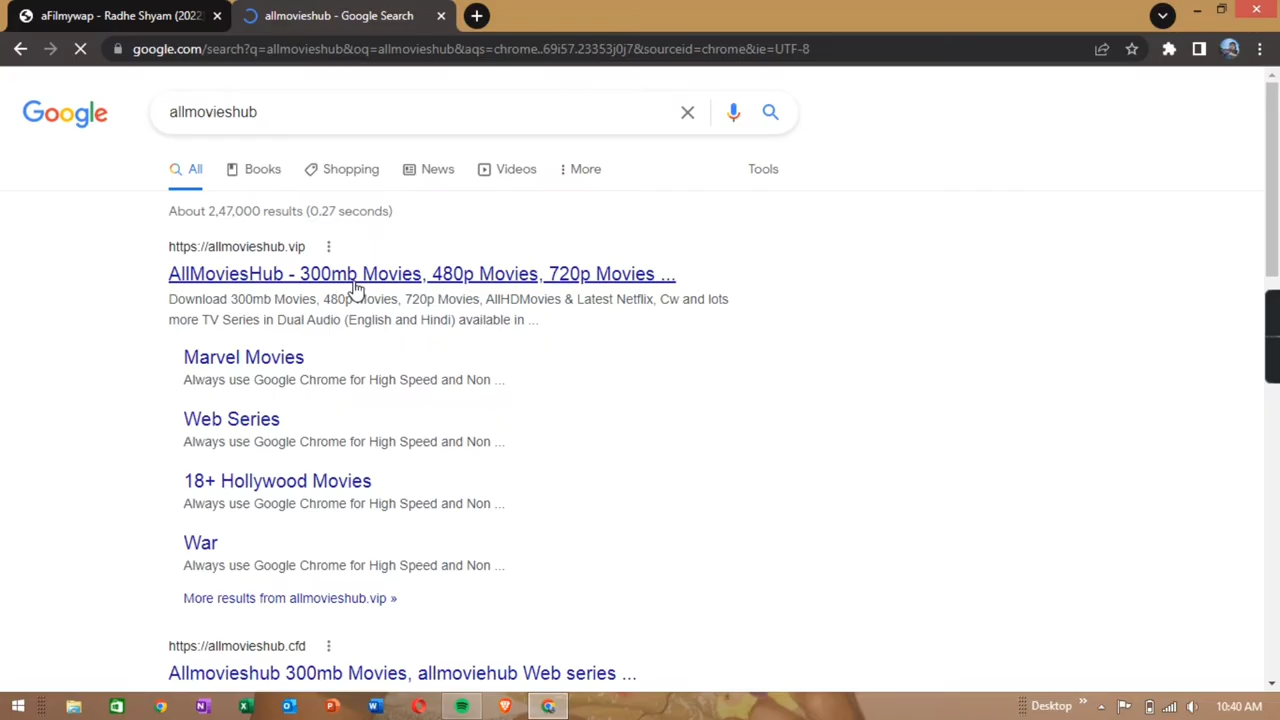 aFilmywap - Radhe Shyam (2022)
allmovieshub - Google Search
google.com/search?q=allmovieshub&oq=allmovieshub&aqs=chrome..69i57.23353j0j7&sourceid=chrome&ie=UTF-8
Google
allmovieshub
All
Books
Shopping
News
Videos
More
Tools
About 2,47,000 results (0.27 seconds)
https://allmovieshub.vip
AllMoviesHub - 300mb Movies, 480p Movies, 720p Movies ...
Download 300mb Movies, 480p Movies, 720p Movies, AllHDMovies & Latest Netflix, Cw and lots
more TV Series in Dual Audio (English and Hindi) available in ...
Marvel Movies
Always use Google Chrome for High Speed and Non ...
Web Series
Always use Google Chrome for High Speed and Non ...
18+ Hollywood Movies
Always use Google Chrome for High Speed and Non ...
War
Always use Google Chrome for High Speed and Non ...
More results from allmovieshub.vip »
https://allmovieshub.cfd
Allmovieshub 300mb Movies, allmoviehub Web series ...
Desktop »
10:40 AM